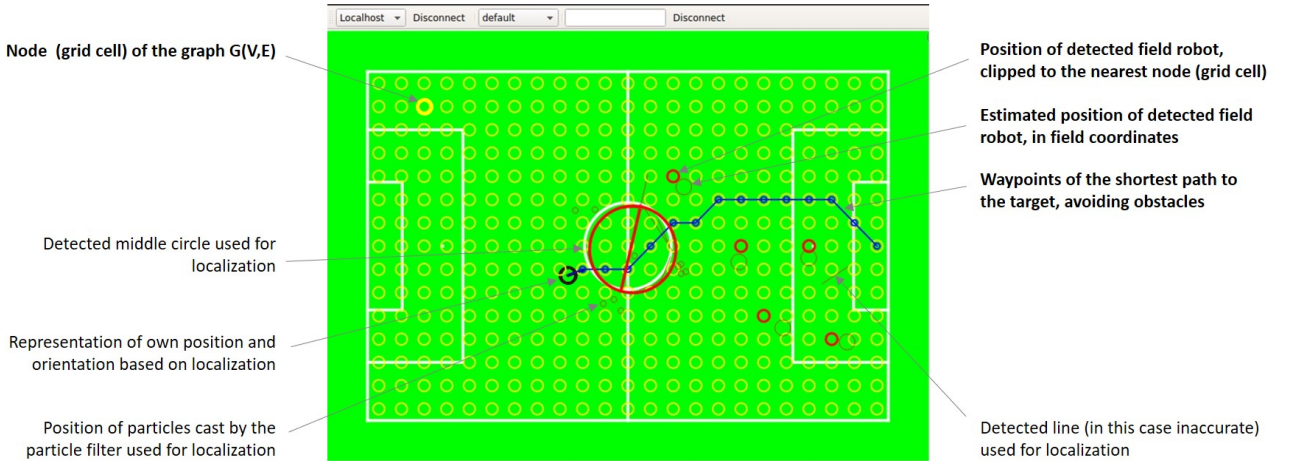 Localhost Disconnect default Disconnect
Node (grid cell) of the graph G(V,E)
Detected middle circle used for
localization
Representation of own position and
orientation based on localization
Position of particles cast by the
particle filter used for localization
Position of detected field robot,
clipped to the nearest node (grid cell)
Estimated position of detected field
robot, in field coordinates
Waypoints of the shortest path to
the target, avoiding obstacles
Detected line (in this case inaccurate)
used for localization